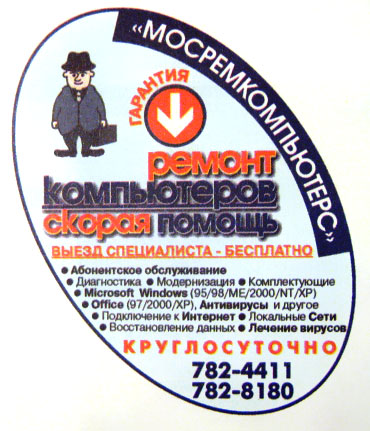 «МОСРЕМКОМПЬЮТЕРС»
ГАРАНТИЯ
ремонт
компьютеров
скорая помощь
ВЫЕЗД СПЕЦИАЛИСТА - БЕСПЛАТНО
● Абонентское обслуживание
● Диагностика ● Модернизация ● Комплектующие
● Microsoft Windows (95/98/ME/2000/NT/XP)
● Office (97/2000/XP), Антивирусы и другое
● Подключение к Интернет ● Локальные Сети
● Восстановление данных ● Лечение вирусов
КРУГЛОСУТОЧНО
782-4411
782-8180